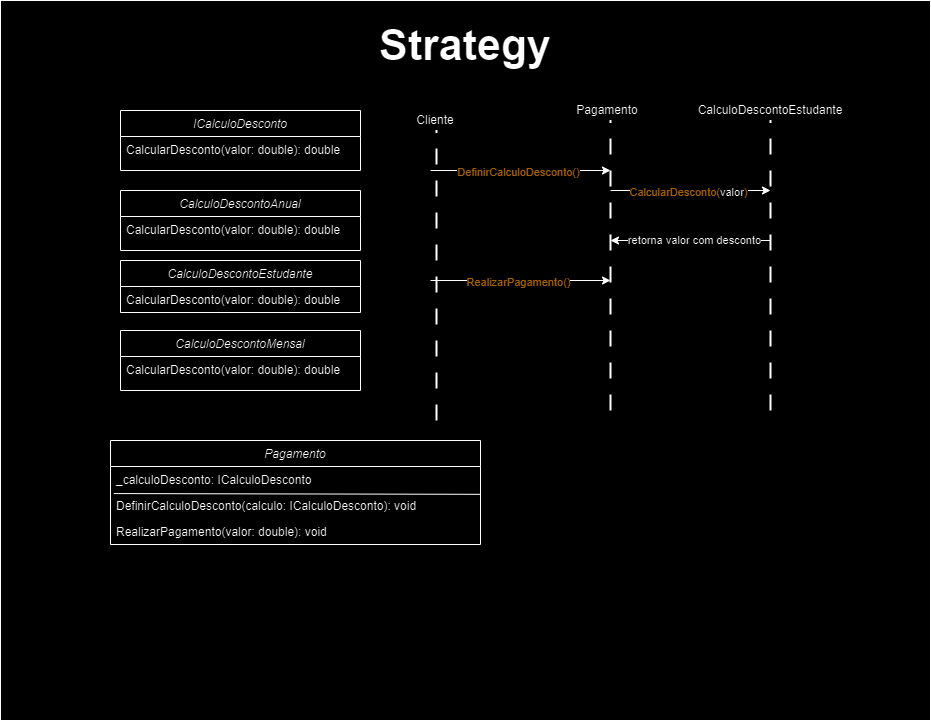 Strategy
ICalculoDesconto
CalcularDesconto(valor: double): double
CalculoDescontoAnual
CalcularDesconto(valor: double): double
CalculoDescontoEstudante
CalcularDesconto(valor: double): double
CalculoDescontoMensal
CalcularDesconto(valor: double): double
Cliente
Pagamento
CalculoDescontoEstudante
DefinirCalculoDesconto()
CalcularDesconto(valor)
retorna valor com desconto
RealizarPagamento()
Pagamento
_calculoDesconto: ICalculoDesconto
DefinirCalculoDesconto(calculo: ICalculoDesconto): void
RealizarPagamento(valor: double): void